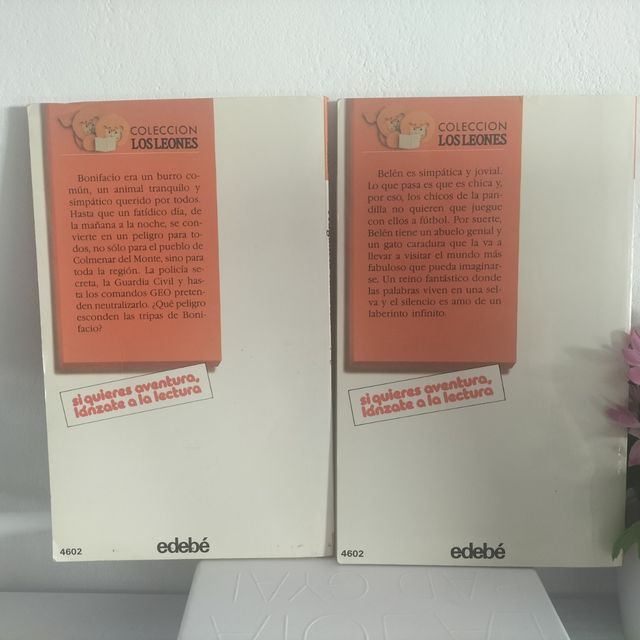 COLECCION
LOS LEONES
Bonifacio era un burro co-
mún, un animal tranquilo y
simpático querido por todos.
Hasta que un fatídico día, de
la mañana a la noche, se con-
vierte en un peligro para to-
dos, no sólo para el pueblo de
Colmenar del Monte, sino para
toda la región. La policía se-
creta, la Guardia Civil y has-
ta los comandos GEO preten-
den neutralizarlo. ¿Qué peligro
esconden las tripas de Boni-
facio?
si quieres aventura,
lánzate a la lectura
4602
edebé
COLECCION
LOS LEONES
Belén es simpática y jovial.
Lo que pasa es que es chica y,
por eso, los chicos de la pan-
dilla no quieren que juegue
con ellos a fútbol. Por suerte,
Belén tiene un abuelo genial y
un gato caradura que la va a
llevar a visitar el mundo más
fabuloso que pueda imaginar-
se. Un reino fantástico donde
las palabras viven en una sel-
va y el silencio es amo de un
laberinto infinito.
si quieres aventura,
lánzate a la lectura
4602
edebé